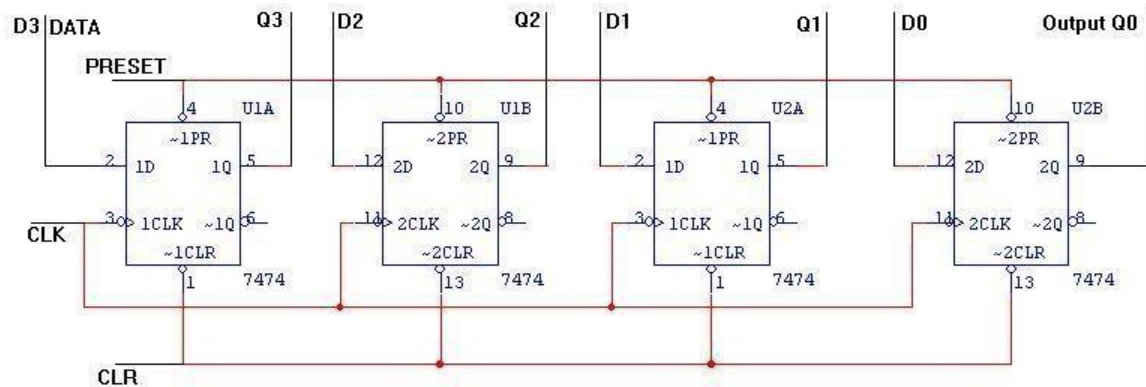 D3 DATA Q3 D2 Q2 D1 Q1 D0 Output Q0
PRESET
4 U1A 10 U1B 4 U2A 10 U2B
~1PR ~2PR ~1PR ~2PR
2 1D 1Q 5 12 2D 2Q 9 2 1D 1Q 5 12 2D 2Q 9
3 1CLK ~1Q 6 11 2CLK ~2Q 8 3 1CLK ~1Q 6 11 2CLK ~2Q 8
CLK
~1CLR ~2CLR ~1CLR ~2CLR
1 7474 13 7474 1 7474 13 7474
CLR